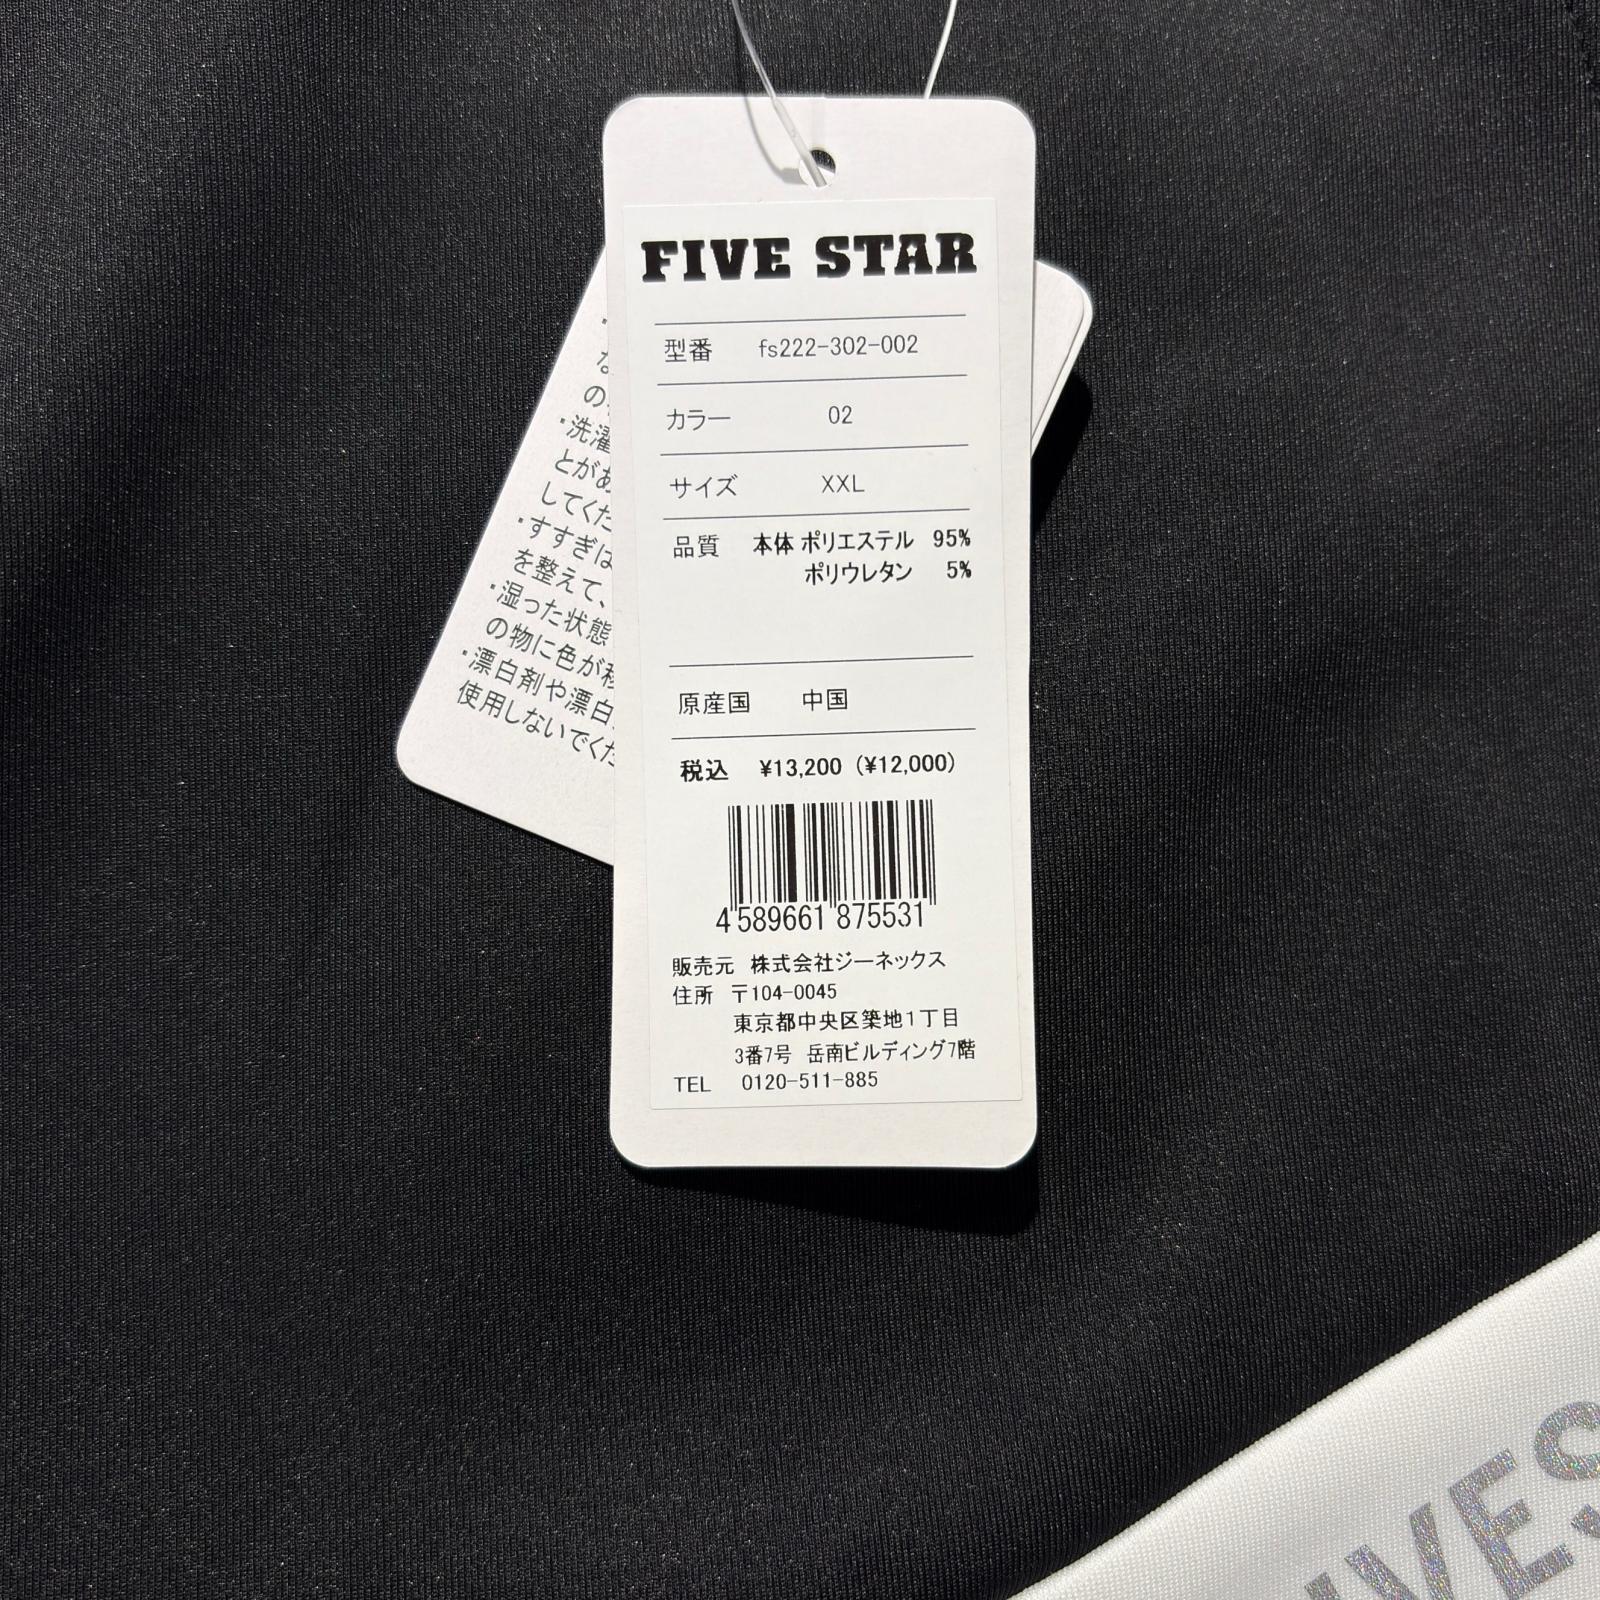 FIVE STAR
型番 fs222-302-002
カラー 02
サイズ XXL
品質 本体 ポリエステル 95%
ポリウレタン 5%
原産国 中国
税込 ¥13,200 (¥12,000)
4 589661 875531
販売元 株式会社ジーネックス
住所 〒104-0045
東京都中央区築地1丁目
3番7号 岳南ビルディング7階
TEL 0120-511-885
の
・洗濯
とがあ
してくだ
・すすぎは
を整えて、
・湿った状態
の物に色が移
・漂白剤や漂白
使用しないでくだ
IVES